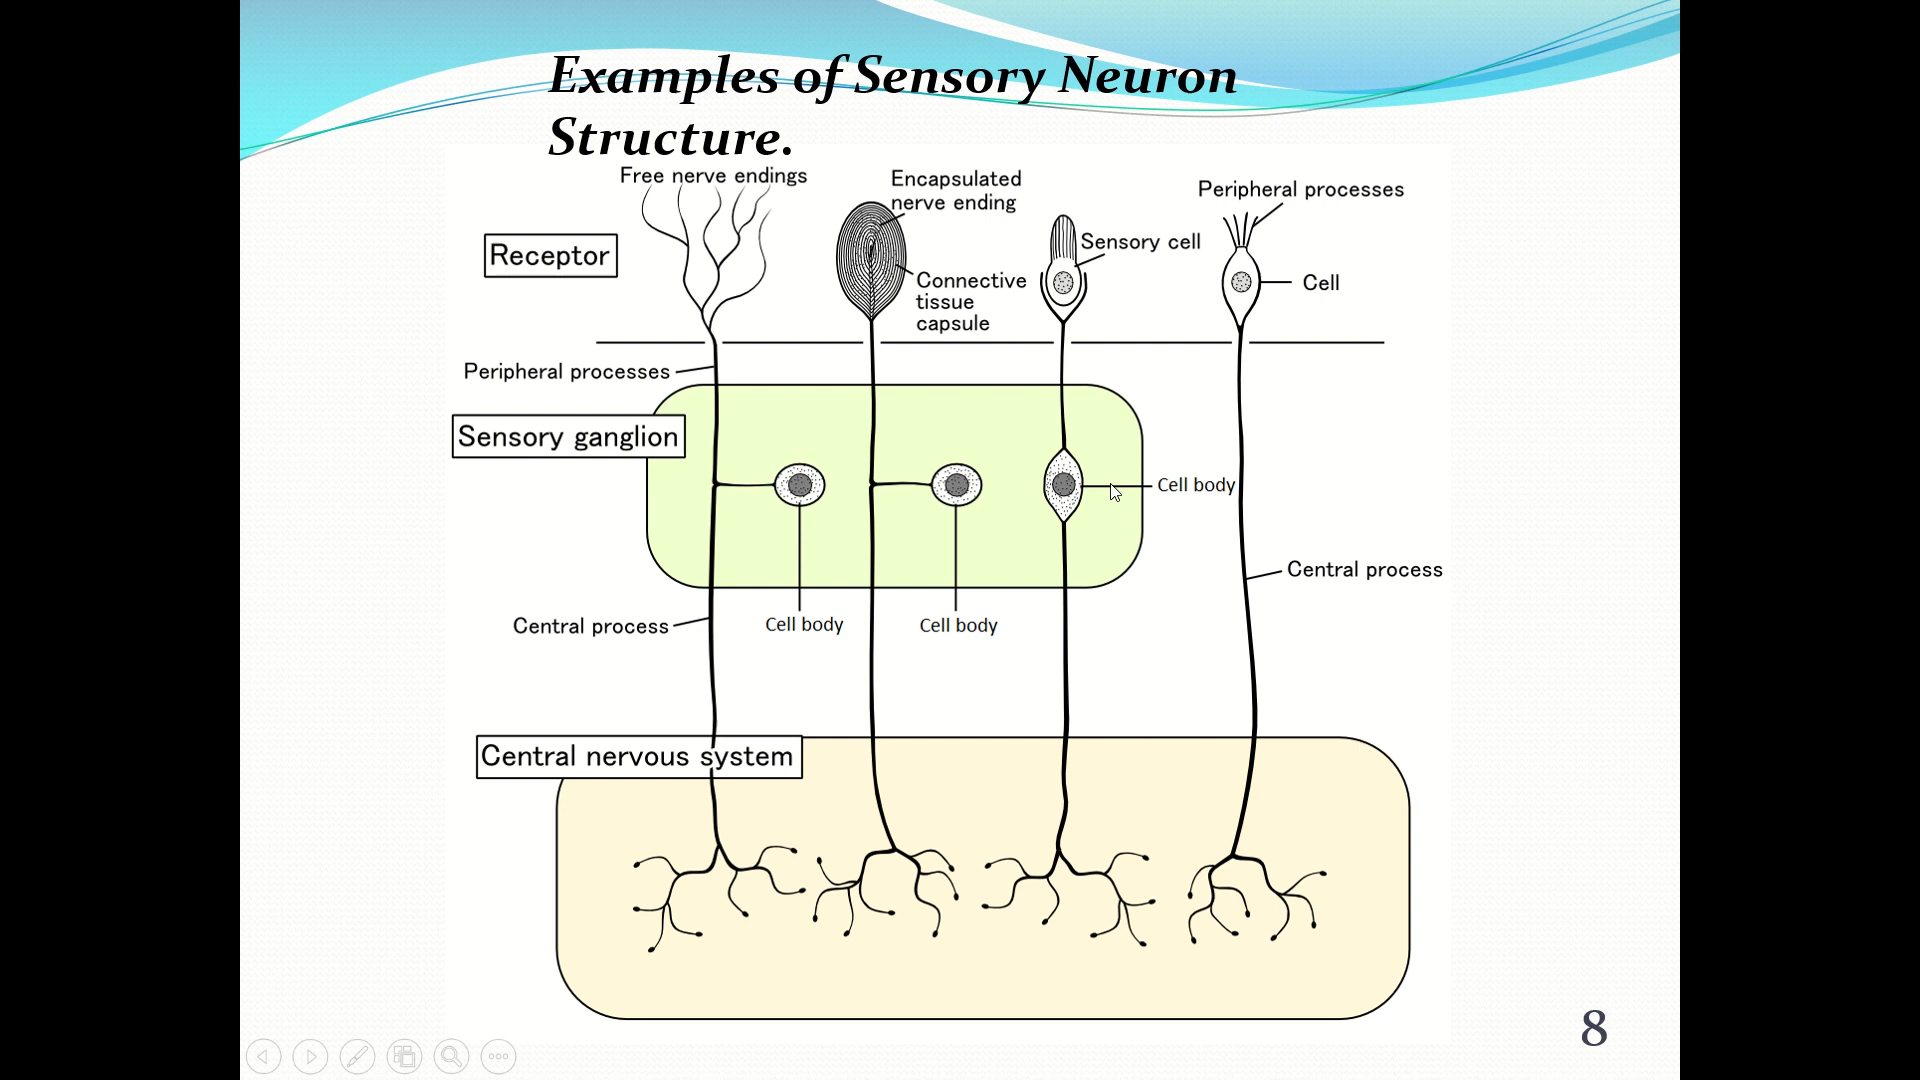 Examples of Sensory Neuron
Structure.
Free nerve endings
Encapsulated
nerve ending
Peripheral processes
Receptor
Sensory cell
Connective
tissue
capsule
Cell
Peripheral processes
Sensory ganglion
Cell body
Central process
Central process
Cell body
Cell body
Central nervous system
8